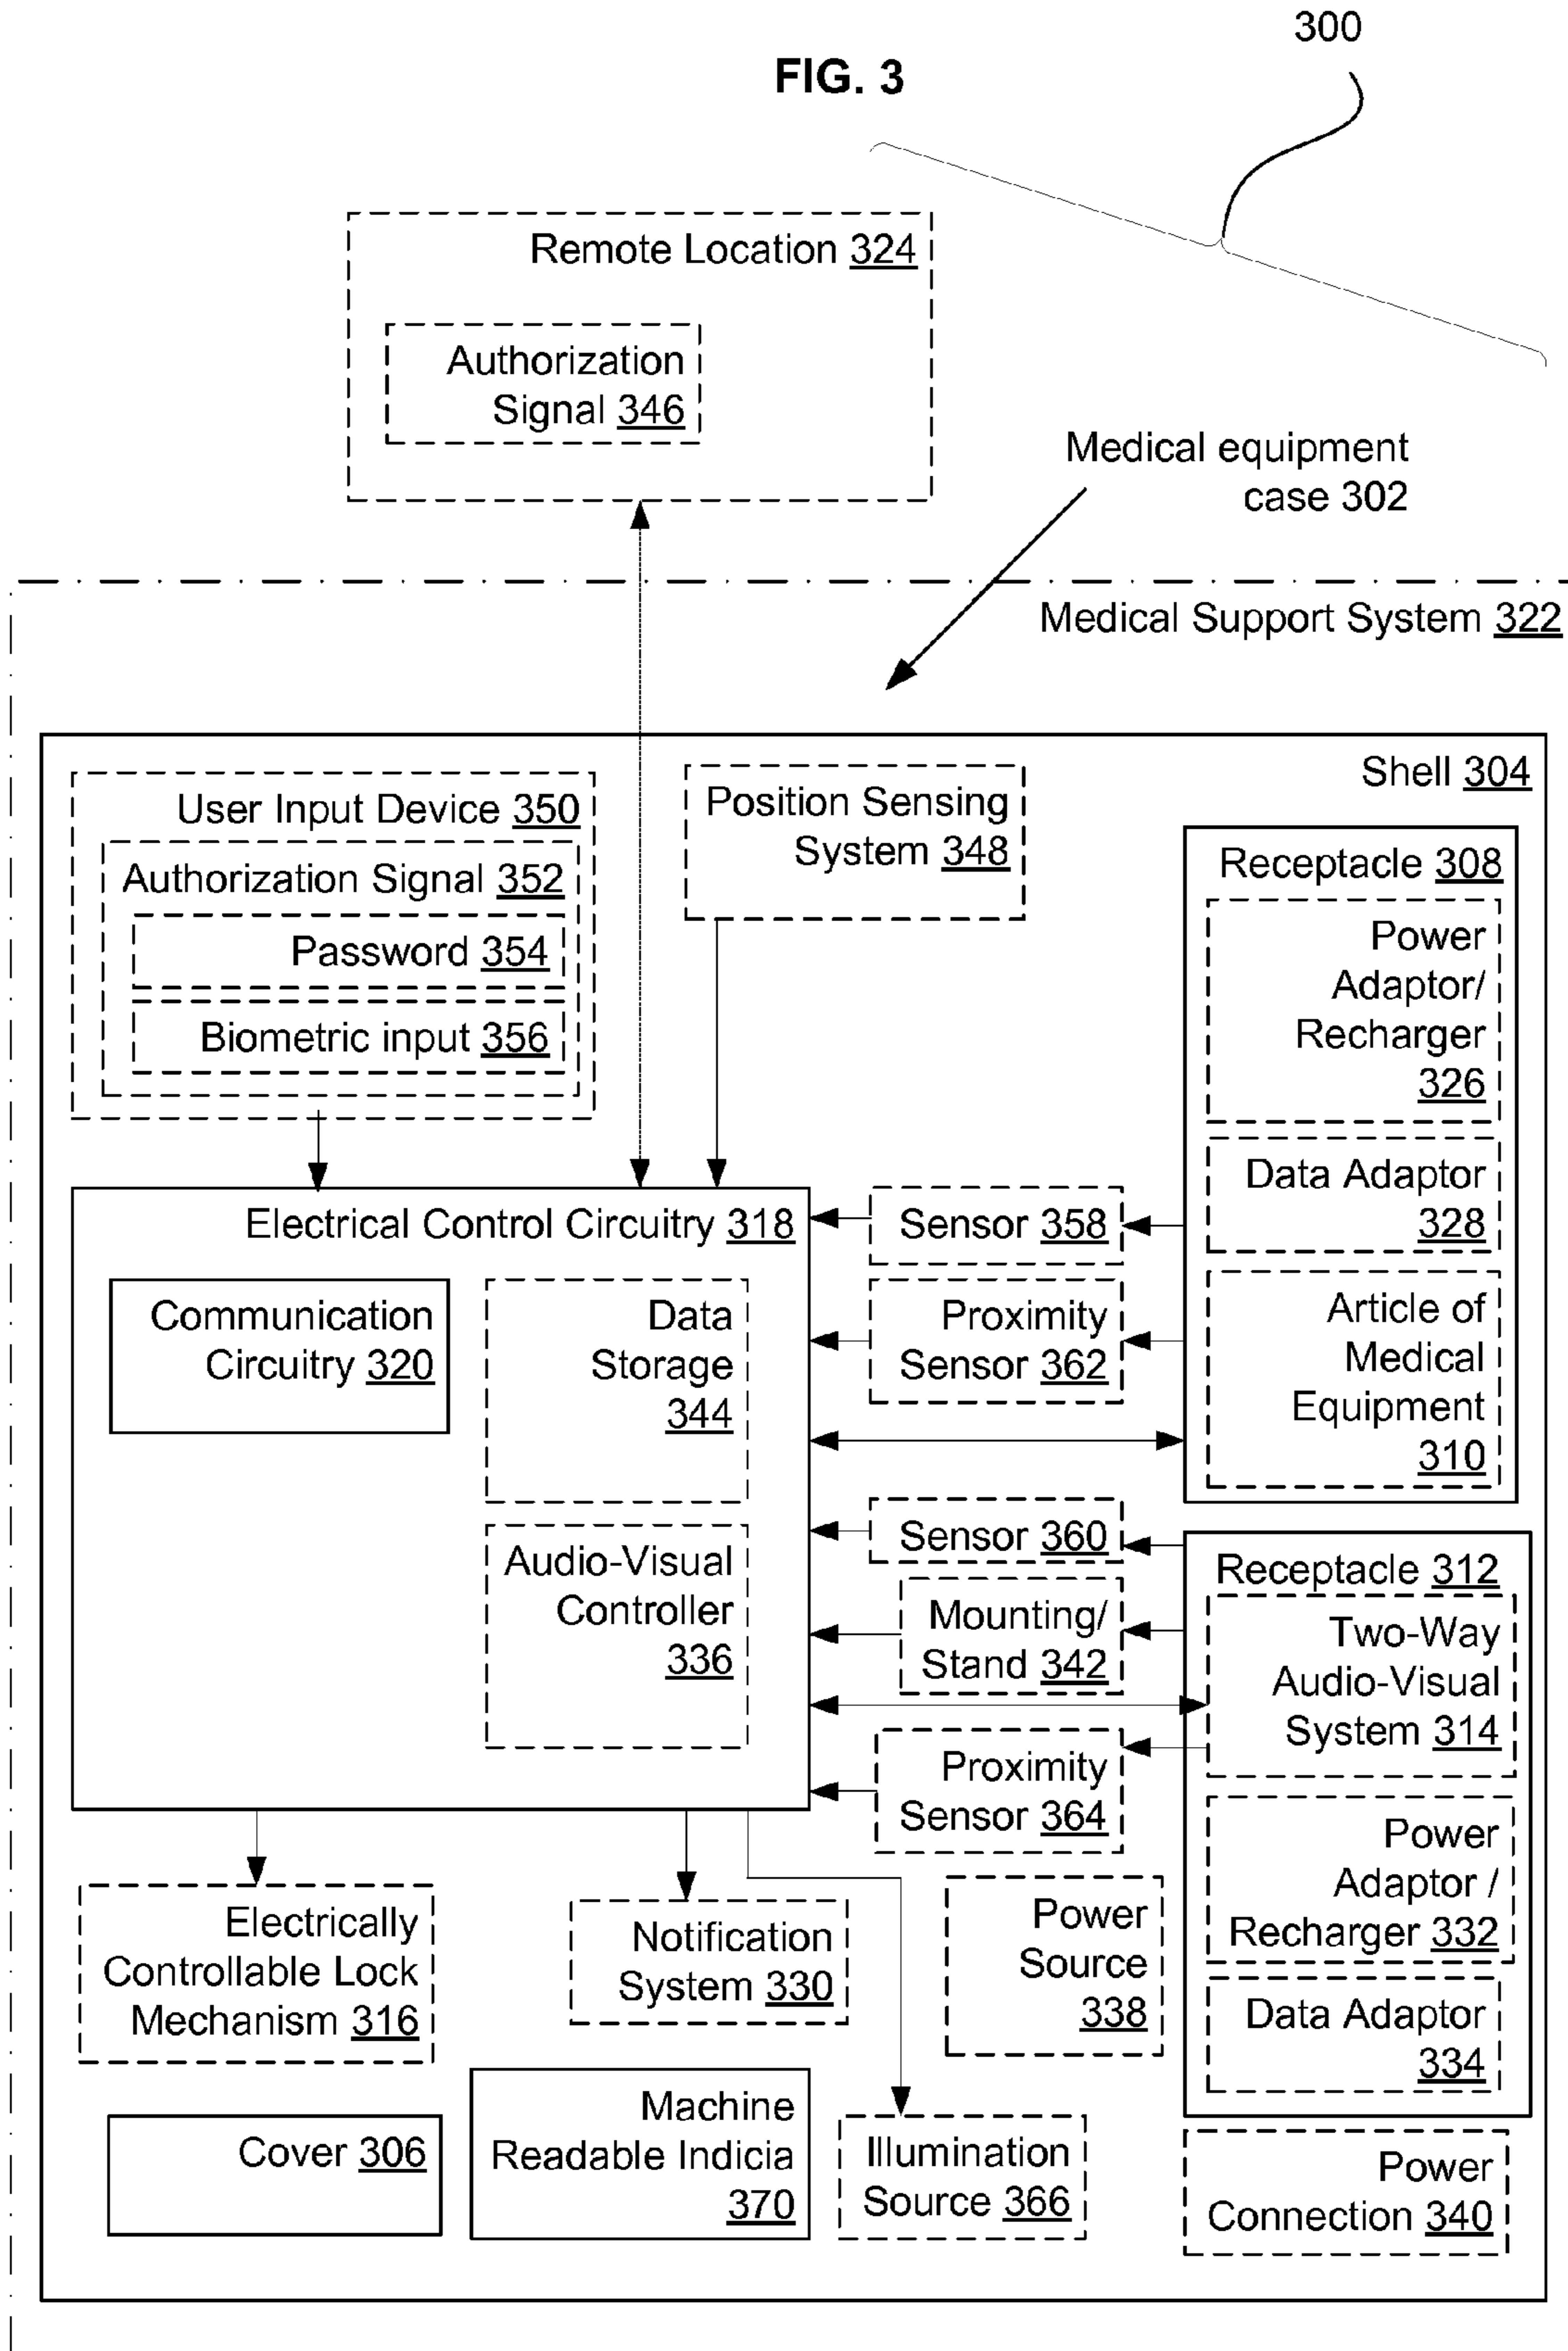 300
FIG. 3
Remote Location 324
Authorization
Signal 346
Medical equipment
case 302
Medical Support System 322
Shell 304
User Input Device 350
Authorization Signal 352
Password 354
Biometric input 356
Position Sensing
System 348
Receptacle 308
Power
Adaptor/
Recharger
326
Data Adaptor
328
Article of
Medical
Equipment
310
Electrical Control Circuitry 318
Communication
Circuitry 320
Data
Storage
344
Audio-Visual
Controller
336
Sensor 358
Proximity
Sensor 362
Sensor 360
Mounting/
Stand 342
Proximity
Sensor 364
Receptacle 312
Two-Way
Audio-Visual
System 314
Power
Adaptor /
Recharger 332
Data Adaptor
334
Electrically
Controllable Lock
Mechanism 316
Notification
System 330
Power
Source
338
Cover 306
Machine
Readable Indicia
370
Illumination
Source 366
Power
Connection 340